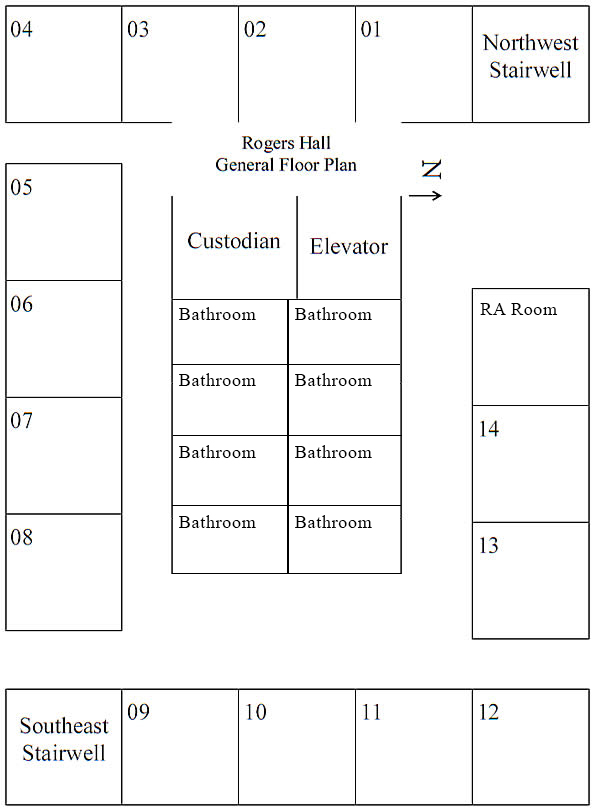 04
03
02
01
Northwest
Stairwell
Rogers Hall
General Floor Plan
N
05
Custodian
Elevator
06
Bathroom
Bathroom
RA Room
Bathroom
Bathroom
07
14
Bathroom
Bathroom
08
Bathroom
Bathroom
13
Southeast
Stairwell
09
10
11
12